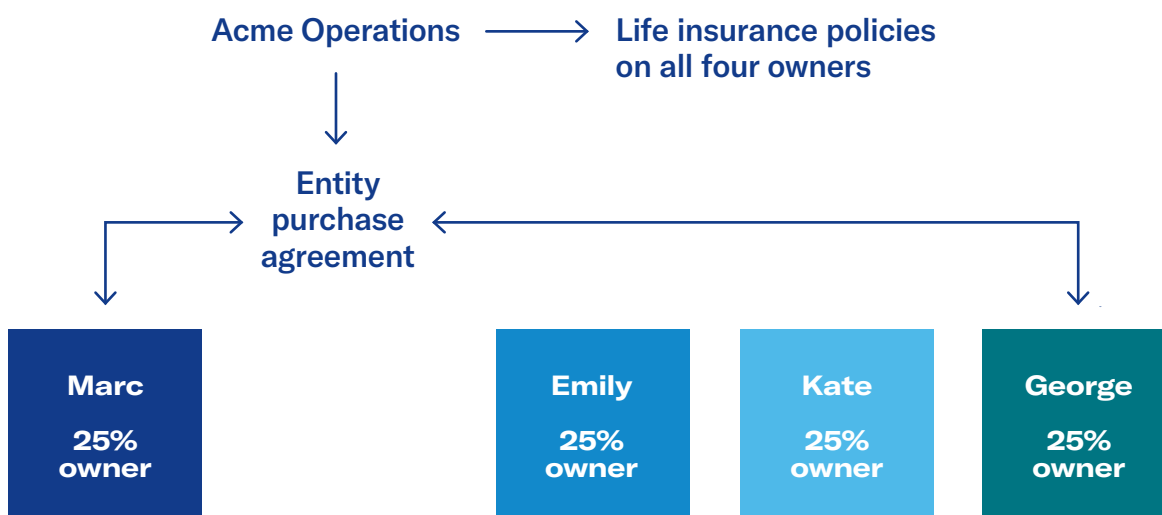 Acme Operations
Life insurance policies
on all four owners
Entity
purchase
agreement
Marc
25%
owner
Emily
25%
owner
Kate
25%
owner
George
25%
owner